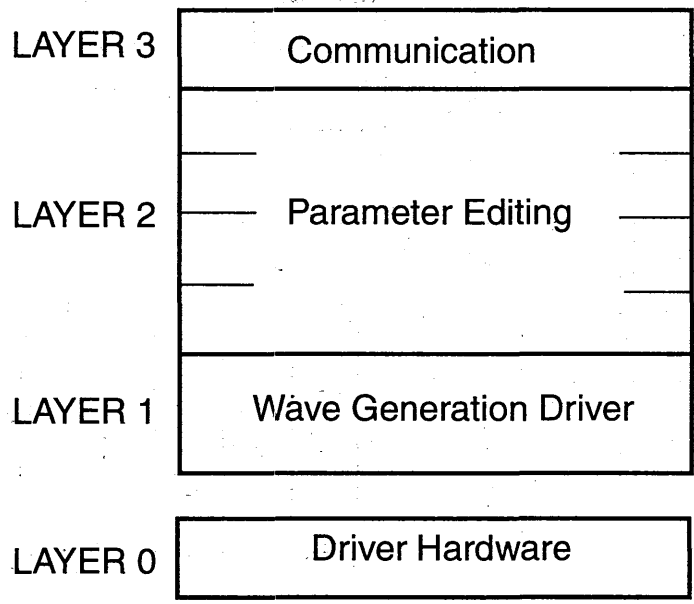 LAYER 3 Communication
LAYER 2 Parameter Editing
LAYER 1 Wave Generation Driver
LAYER 0 Driver Hardware